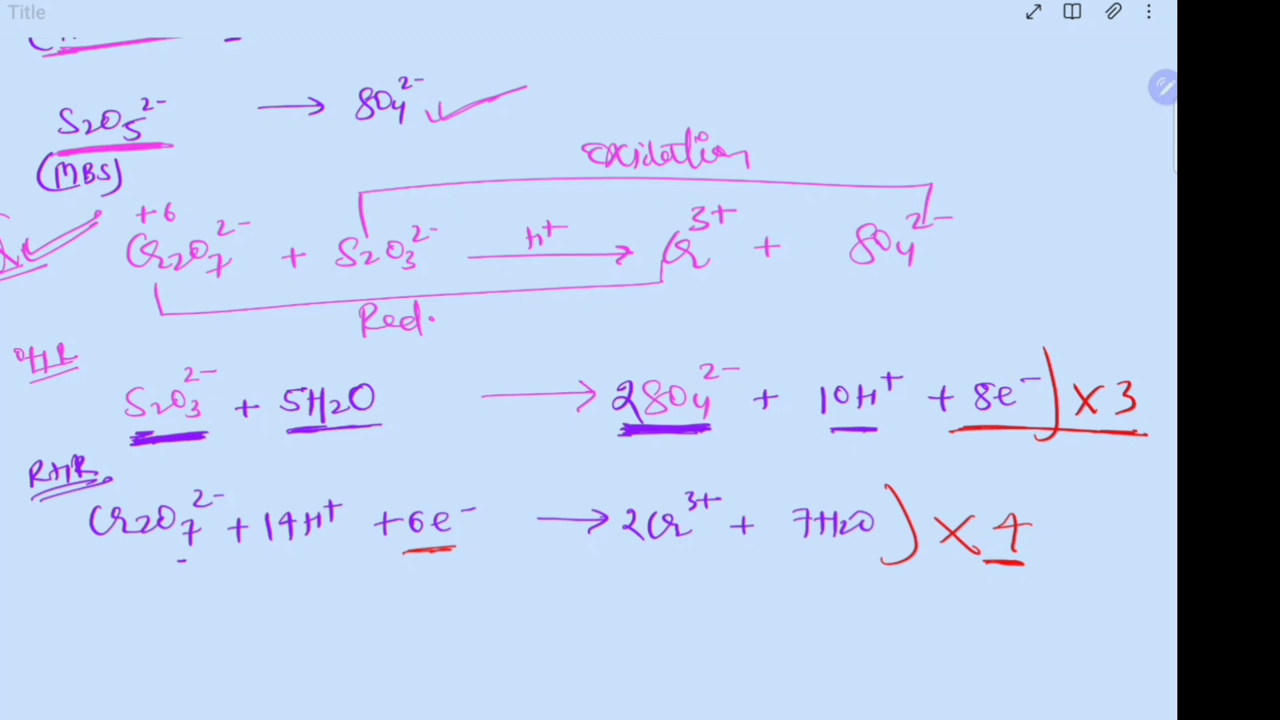 Title
S2O5^2- → SO4^2-
(MBS)
oxidation
+6
Cr2O7^2- + S2O3^2- H+ → Cr^3+ + SO4^2-
Red.
OHR
S2O3^2- + 5H2O → 2SO4^2- + 10H+ + 8e-) × 3
RHR
Cr2O7^2- + 14H+ + 6e- → 2Cr^3+ + 7H2O) × 4